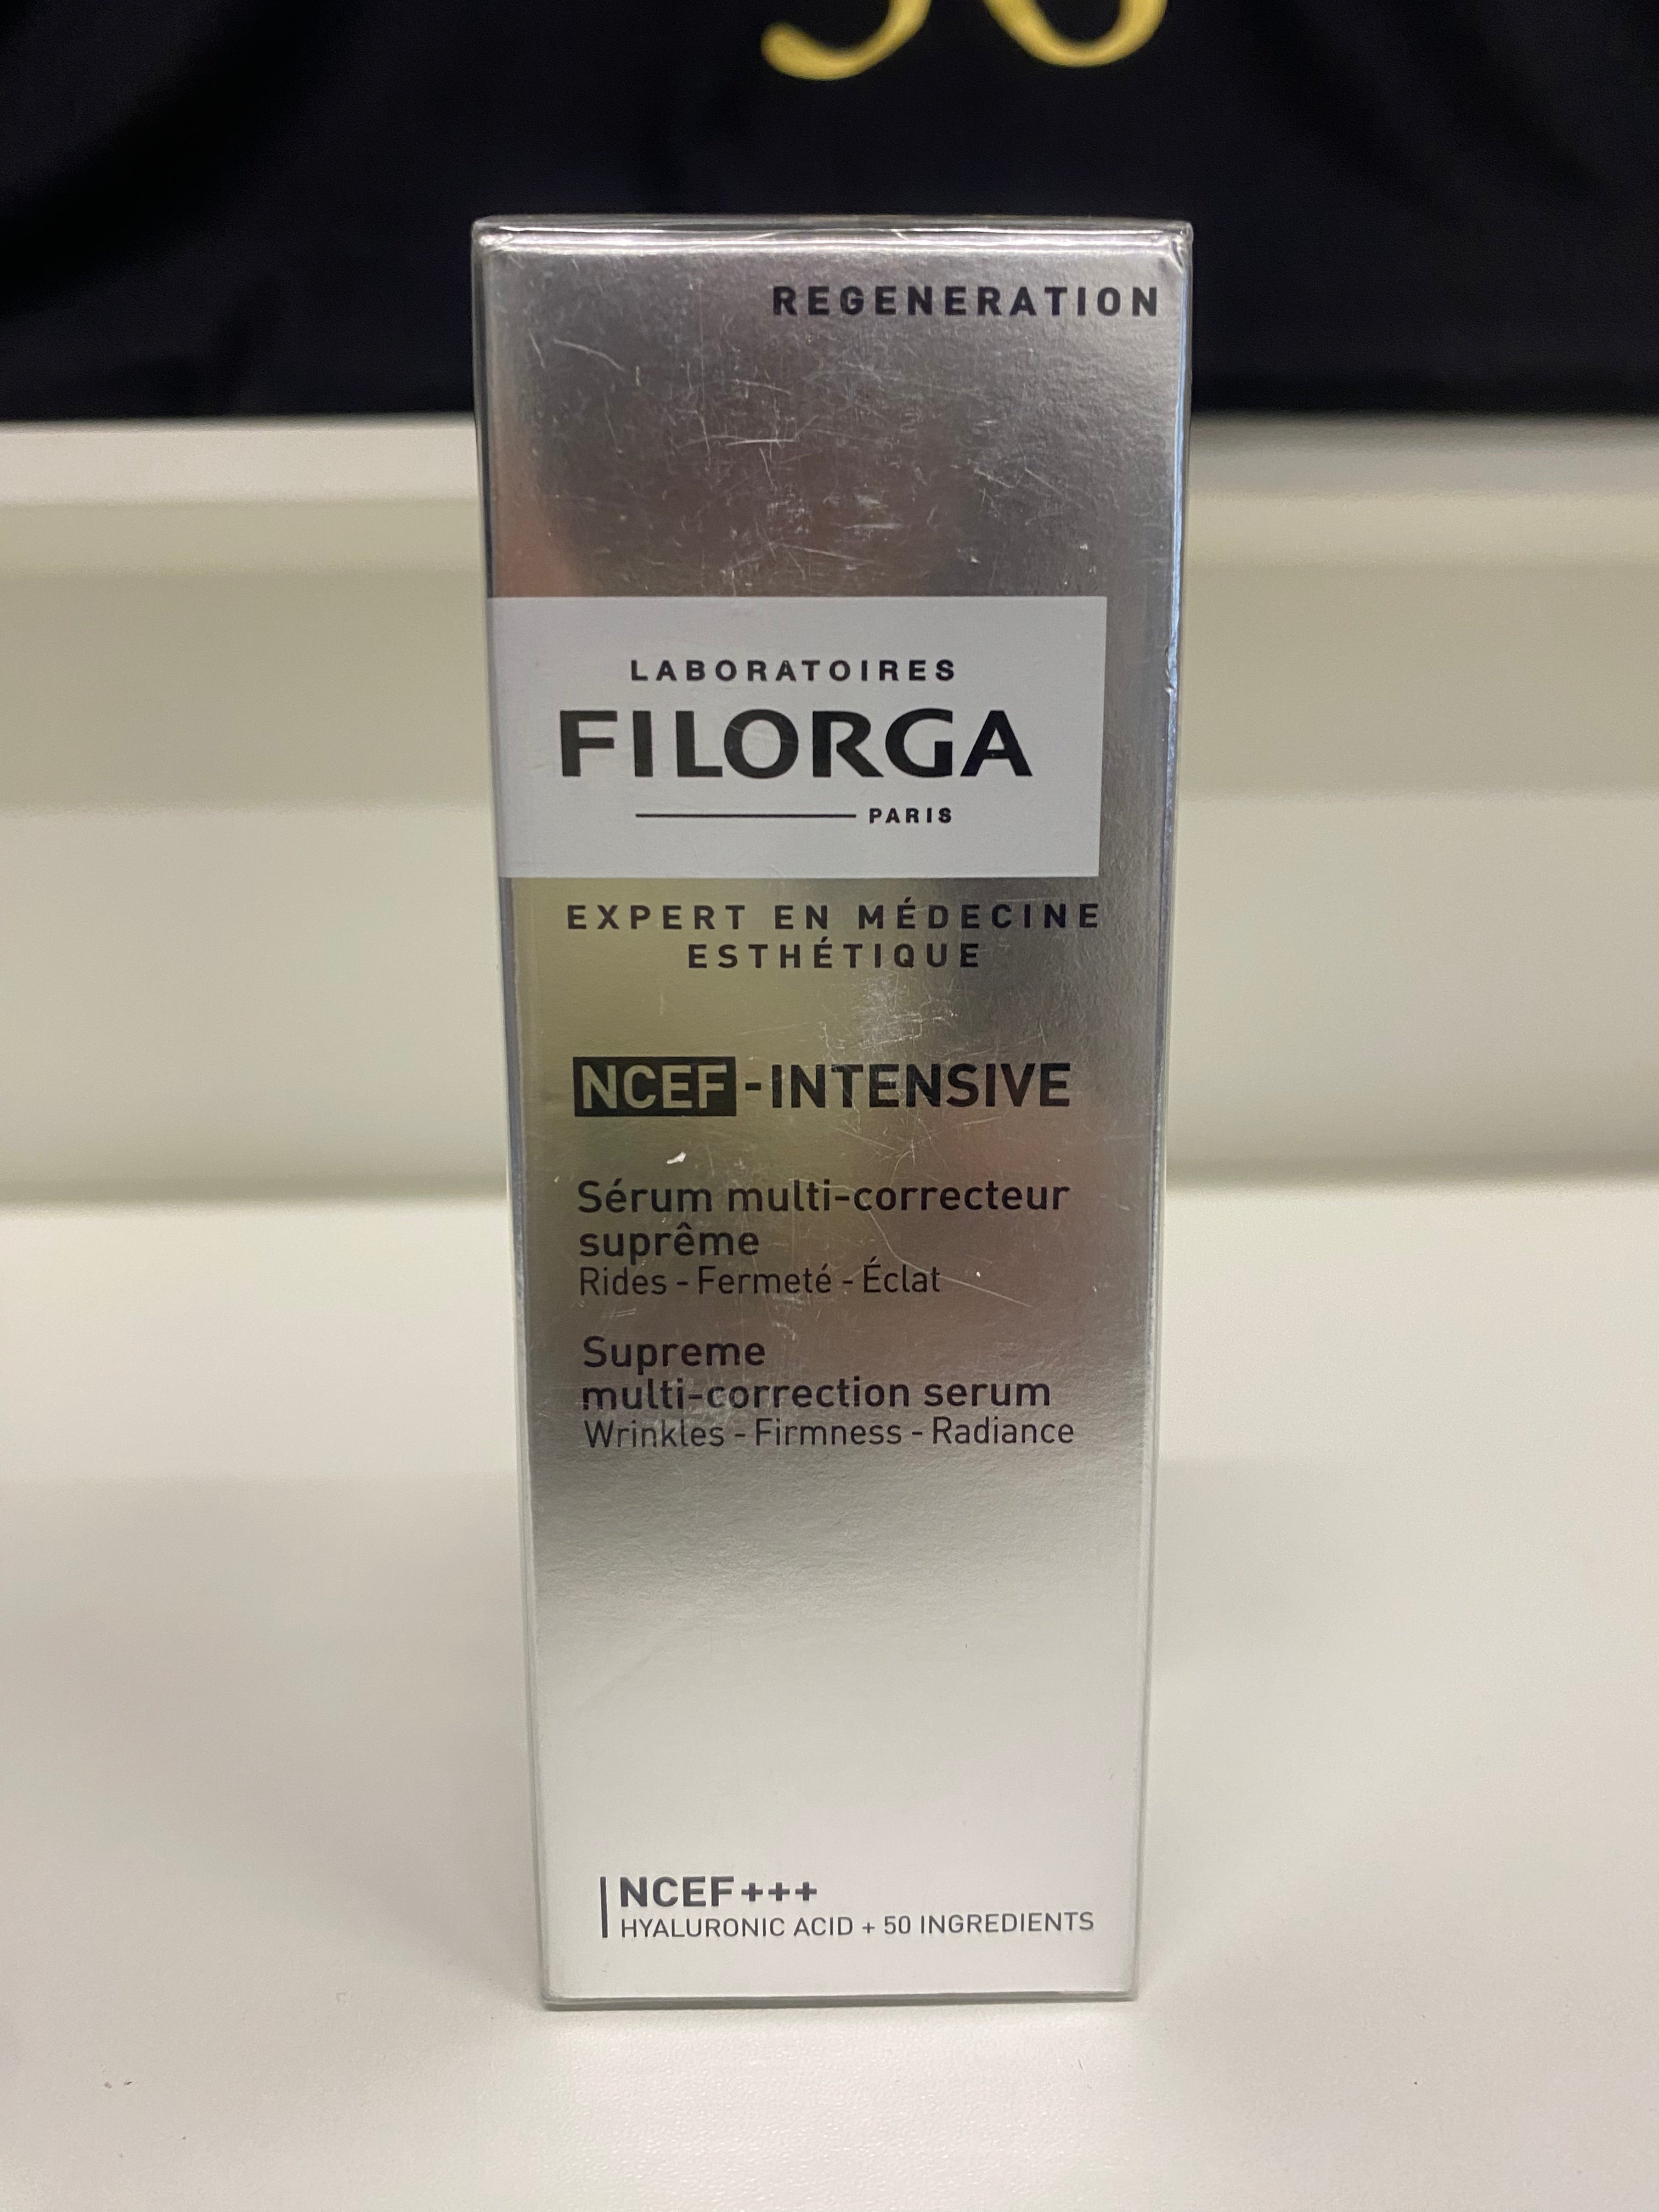 REGENERATION
LABORATOIRES
FILORGA
PARIS
EXPERT EN MÉDECINE
ESTHÉTIQUE
NCEF-INTENSIVE
Sérum multi-correcteur
suprême
Rides - Fermeté - Éclat
Supreme
multi-correction serum
Wrinkles - Firmness - Radiance
NCEF+++
HYALURONIC ACID + 50 INGREDIENTS